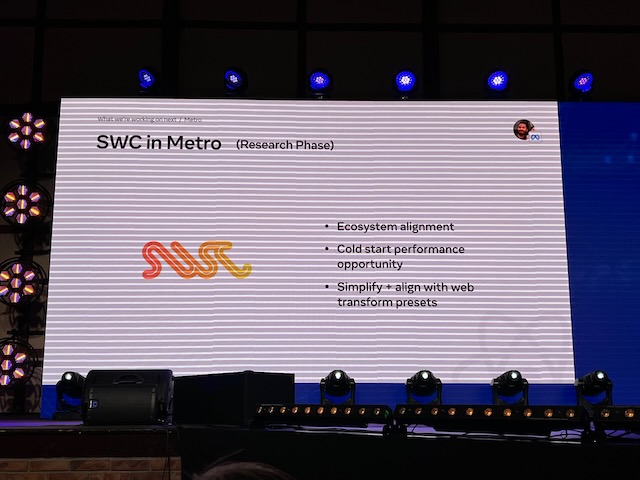 What we're working on next / Metro
SWC in Metro (Research Phase)
swc
• Ecosystem alignment
• Cold start performance
opportunity
• Simplify + align with web
transform presets